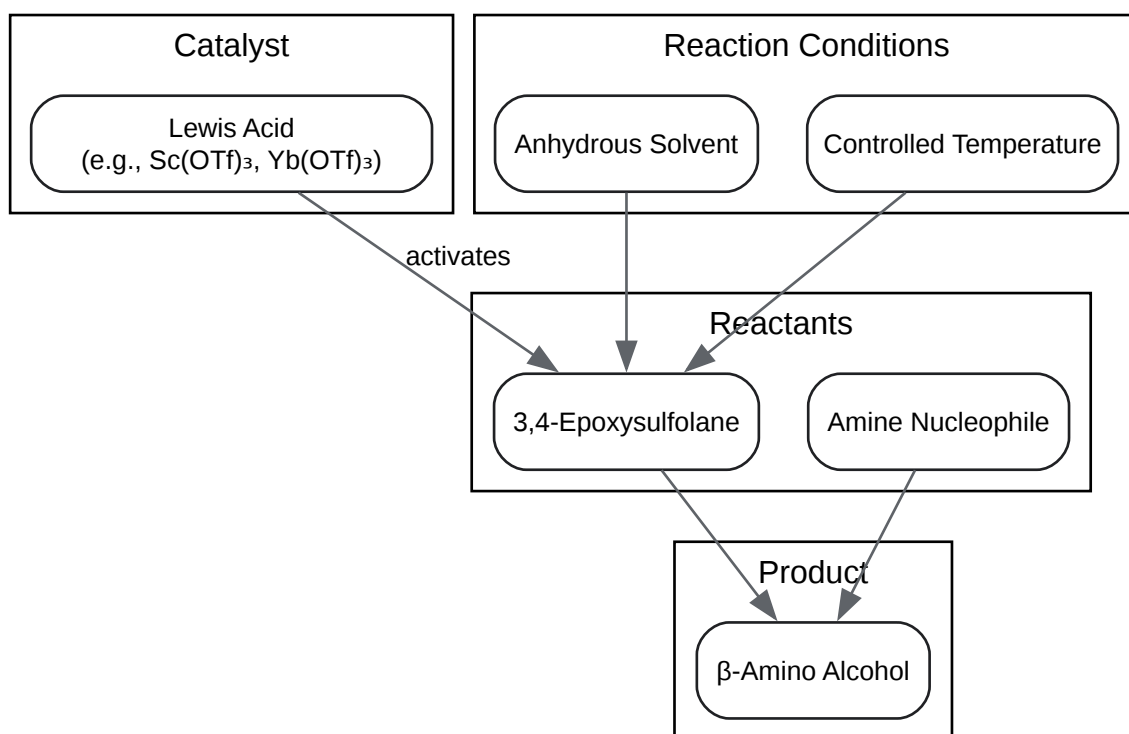 Catalyst
Reaction Conditions
Lewis Acid
(e.g., Sc(OTf)₃, Yb(OTf)₃)
Anhydrous Solvent
Controlled Temperature
activates
Reactants
3,4-Epoxysulfolane
Amine Nucleophile
Product
β-Amino Alcohol